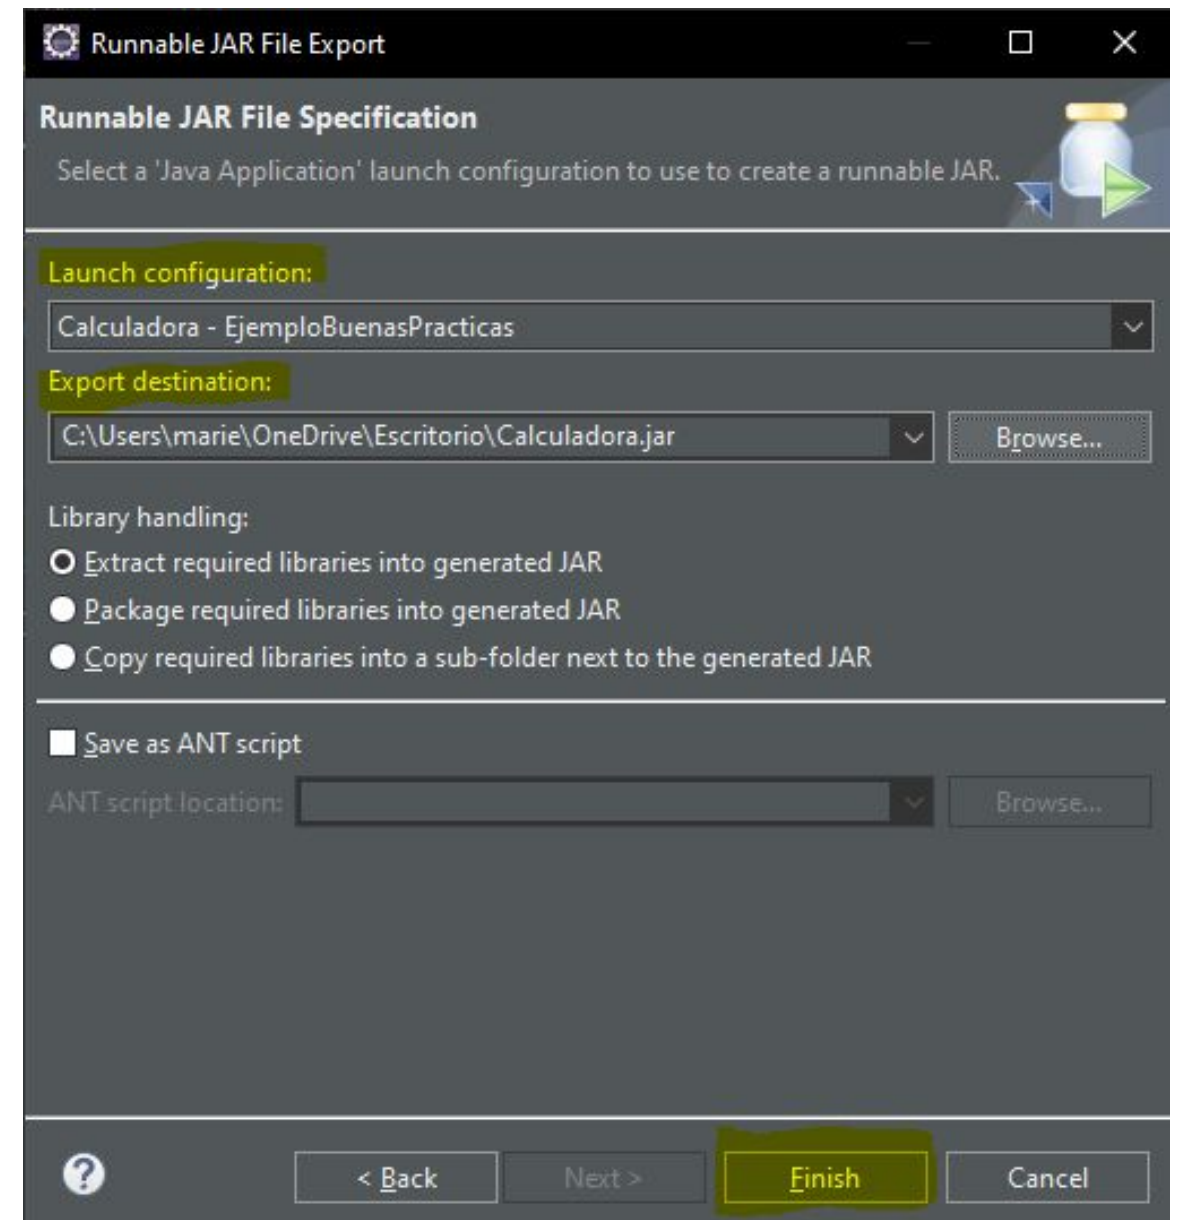 Runnable JAR File Export
Runnable JAR File Specification
Select a 'Java Application' launch configuration to use to create a runnable JAR.
Launch configuration:
Calculadora - EjemploBuenasPracticas
Export destination:
C:\Users\marie\OneDrive\Escritorio\Calculadora.jar
Browse...
Library handling:
Extract required libraries into generated JAR
Package required libraries into generated JAR
Copy required libraries into a sub-folder next to the generated JAR
Save as ANT script
ANT script location:
Browse...
?
< Back
Next >
Finish
Cancel